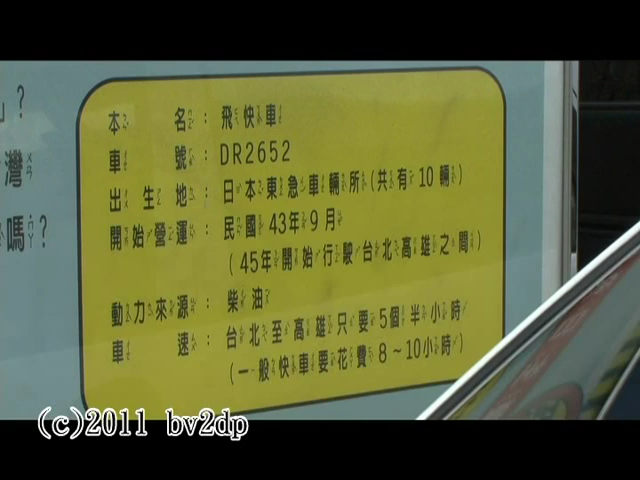 」?
灣
嗎?
本名：飛快車
車號：DR2652
出生地：日本東急車輛所(共有10輛)
開始營運：民國43年9月
(45年開始行駛台北高雄之間)
動力來源：柴油
車速：台北至高雄只要5個半小時
(一般快車要花費8～10小時)
(c)2011 bv2dp